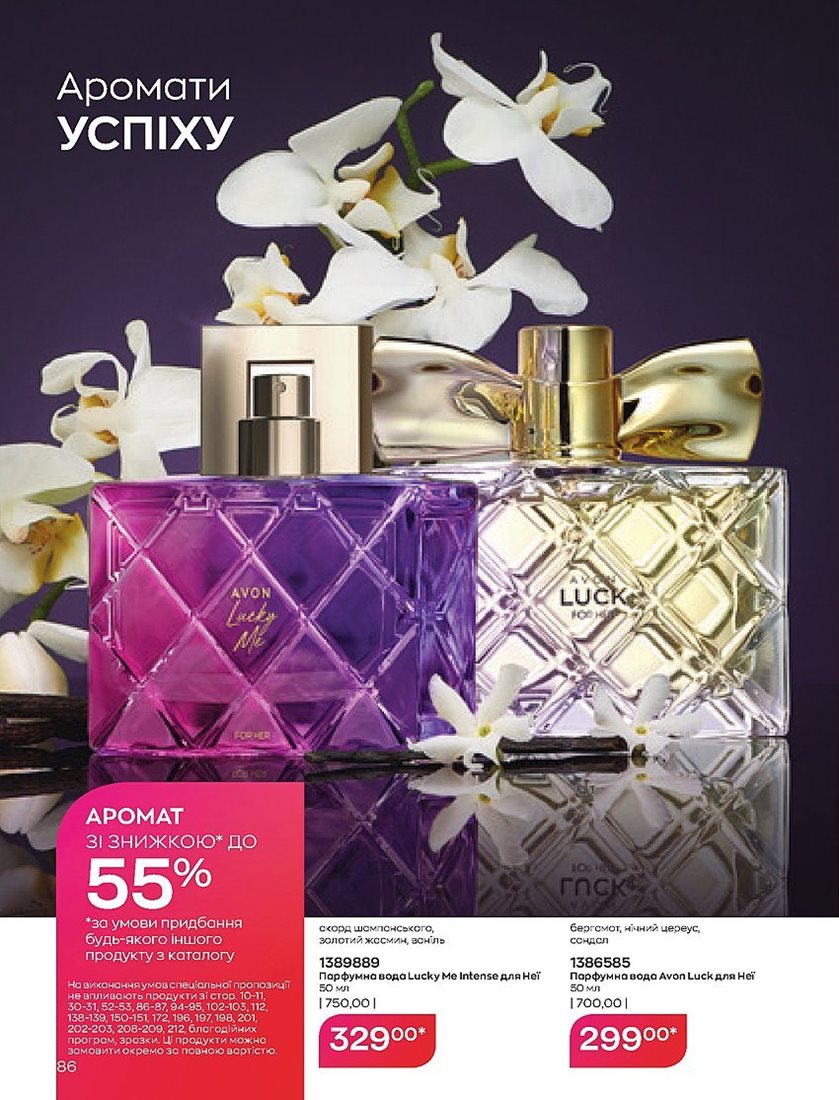 Аромати
УСПІХУ
AVON
Lucky
Me
FOR HER
AVON
LUCK
FOR HER
АРОМАТ
ЗІ ЗНИЖКОЮ* ДО
55%
*за умови придбання
будь-якого іншого
продукту з каталогу
На виконання умов спеціальної пропозиції
не впливають продукти зі стор. 10-11,
30-31, 52-53, 86-87, 94-95, 102-103, 112,
138-139, 150-151, 172, 196, 197, 198, 201,
202-203, 208-209, 212, благодійних
програм, зразки. Ці продукти можна
замовити окремо за повною вартістю.
86
акорд шампанського,
золотий жасмин, ваніль
1389889
Парфумна вода Lucky Me Intense для Неї
50 мл
| 750,00 |
32900*
бергамот, нічний цереус,
сандал
1386585
Парфумна вода Avon Luck для Неї
50 мл
| 700,00 |
29900*